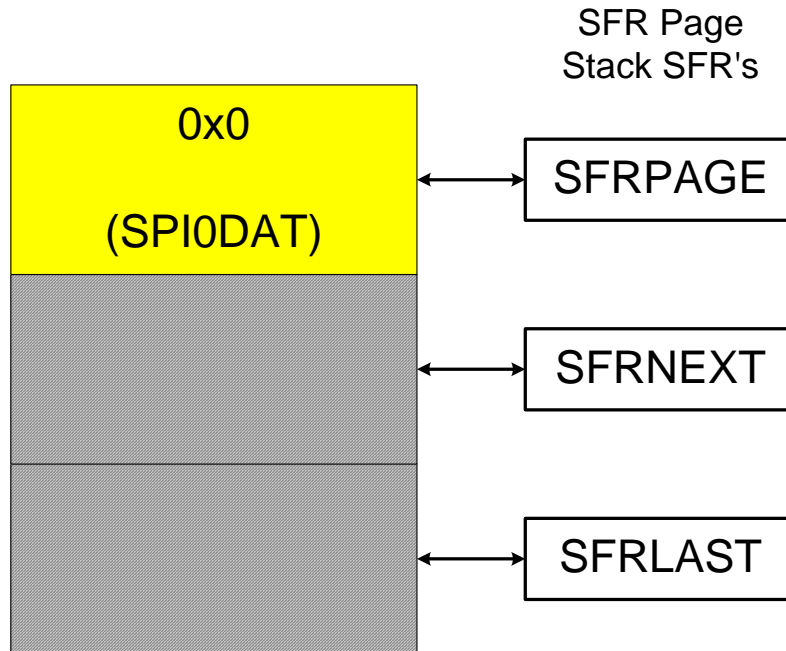 SFR Page
Stack SFR's
0x0
(SPI0DAT)
SFRPAGE
SFRNEXT
SFRLAST